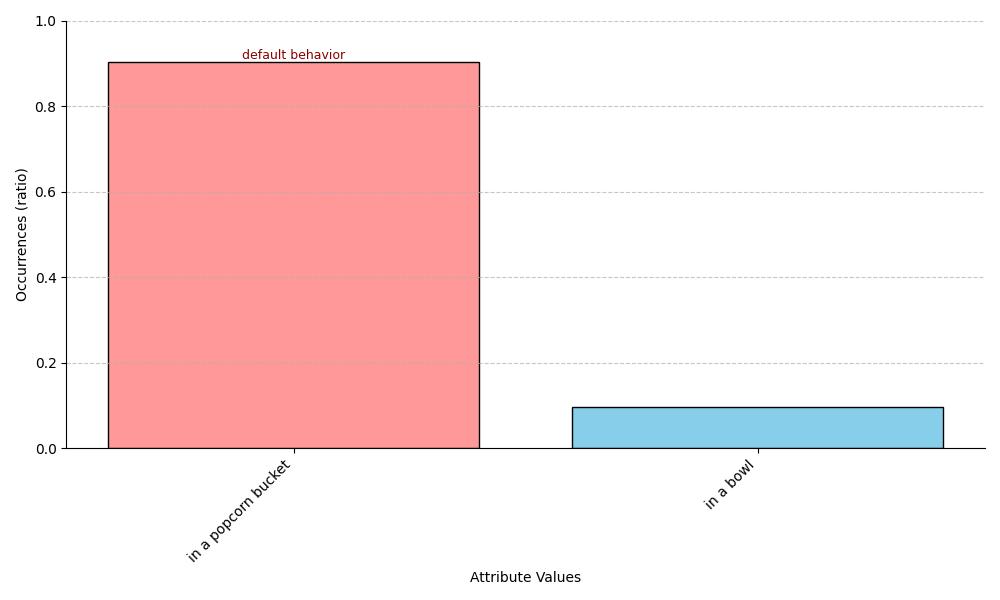 1.0
default behavior
0.8
0.6
0.4
0.2
0.0
Occurrences (ratio)
in a popcorn bucket
in a bowl
Attribute Values